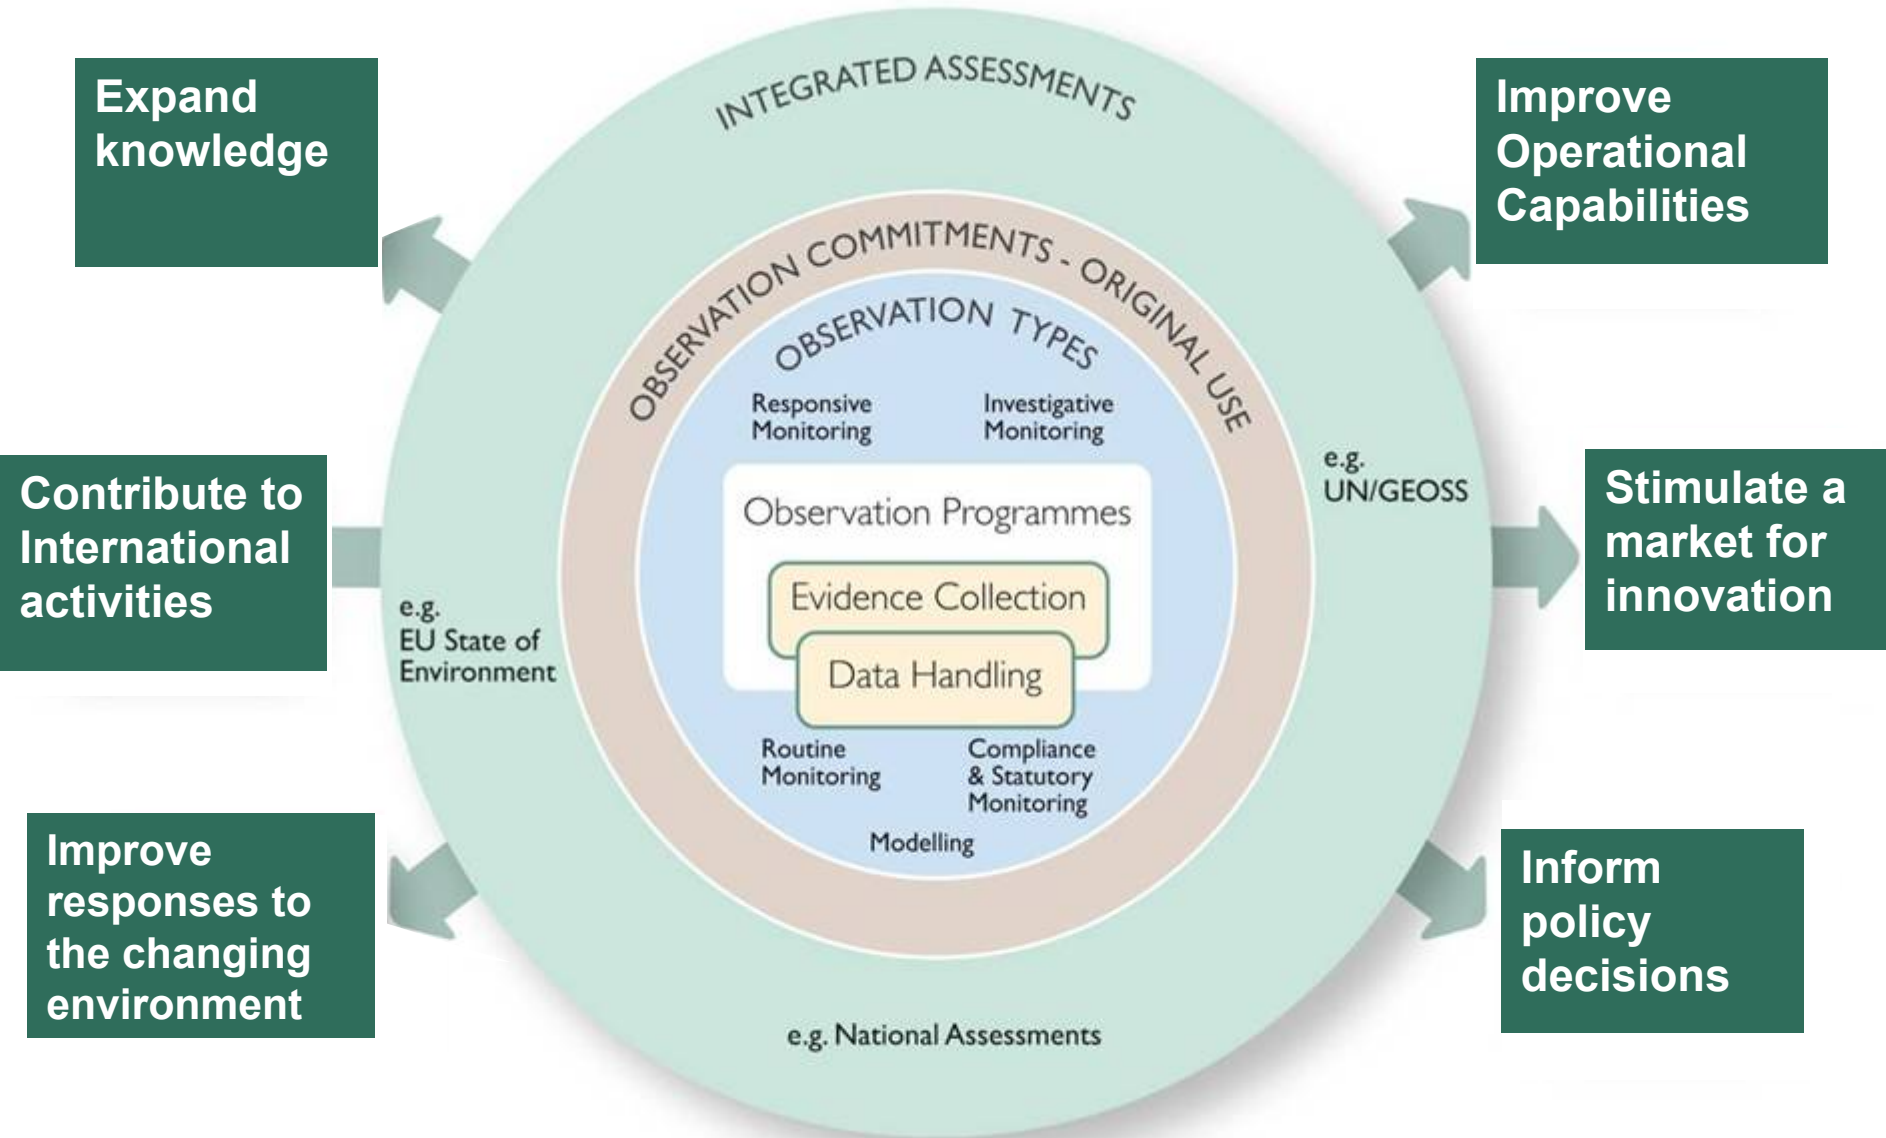 INTEGRATED ASSESSMENTS
Expand
knowledge
Improve
Operational
Capabilities
OBSERVATION COMMITMENTS - ORIGINAL USE
OBSERVATION TYPES
Responsive
Monitoring
Investigative
Monitoring
e.g.
UN/GEOSS
Contribute to
International
activities
Stimulate a
market for
innovation
Observation Programmes
Evidence Collection
Data Handling
e.g.
EU State of
Environment
Routine
Monitoring
Compliance
& Statutory
Monitoring
Modelling
Improve
responses to
the changing
environment
Inform
policy
decisions
e.g. National Assessments